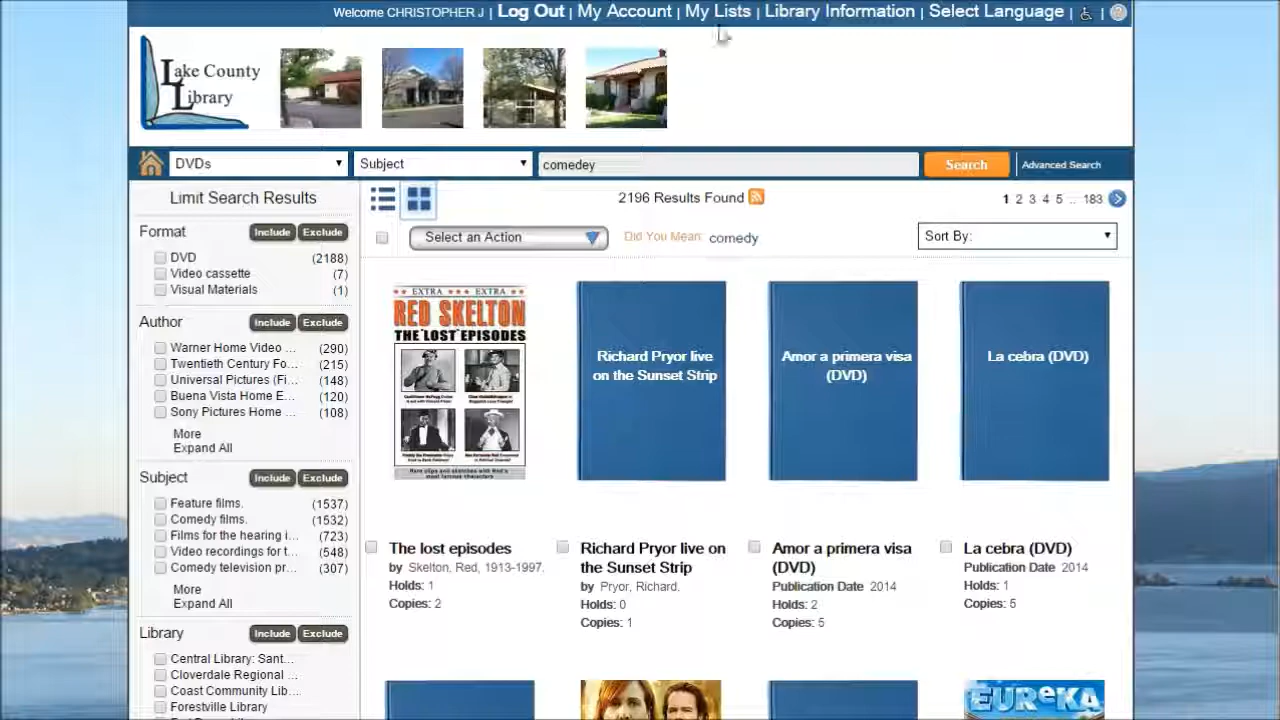 Welcome CHRISTOPHER J | Log Out | My Account | My Lists | Library Information | Select Language | | ?
Lake County
Library
DVDs Subject comedey Search Advanced Search
Limit Search Results
2196 Results Found 1 2 3 4 5 .. 183
Format Include Exclude
Select an Action Did You Mean: comedy Sort By:
DVD (2188)
Video cassette (7)
Visual Materials (1)
Author Include Exclude
Warner Home Video ... (290)
Twentieth Century Fo... (215)
Universal Pictures (Fi... (148)
Buena Vista Home E... (120)
Sony Pictures Home ... (108)
More
Expand All
Subject Include Exclude
Feature films. (1537)
Comedy films. (1532)
Films for the hearing i... (723)
Video recordings for t... (548)
Comedy television pr... (307)
More
Expand All
Library Include Exclude
Central Library: Sant...
Cloverdale Regional ...
Coast Community Lib...
Forestville Library
EXTRA EXTRA
RED SKELTON
THE "LOST" EPISODES
Rare clips and sketches with Red's
most famous characters
Richard Pryor live
on the Sunset Strip
Amor a primera visa
(DVD)
La cebra (DVD)
The lost episodes
by Skelton, Red, 1913-1997.
Holds: 1
Copies: 2
Richard Pryor live on
the Sunset Strip
by Pryor, Richard.
Holds: 0
Copies: 1
Amor a primera visa
(DVD)
Publication Date 2014
Holds: 2
Copies: 5
La cebra (DVD)
Publication Date 2014
Holds: 1
Copies: 5
EUReKA